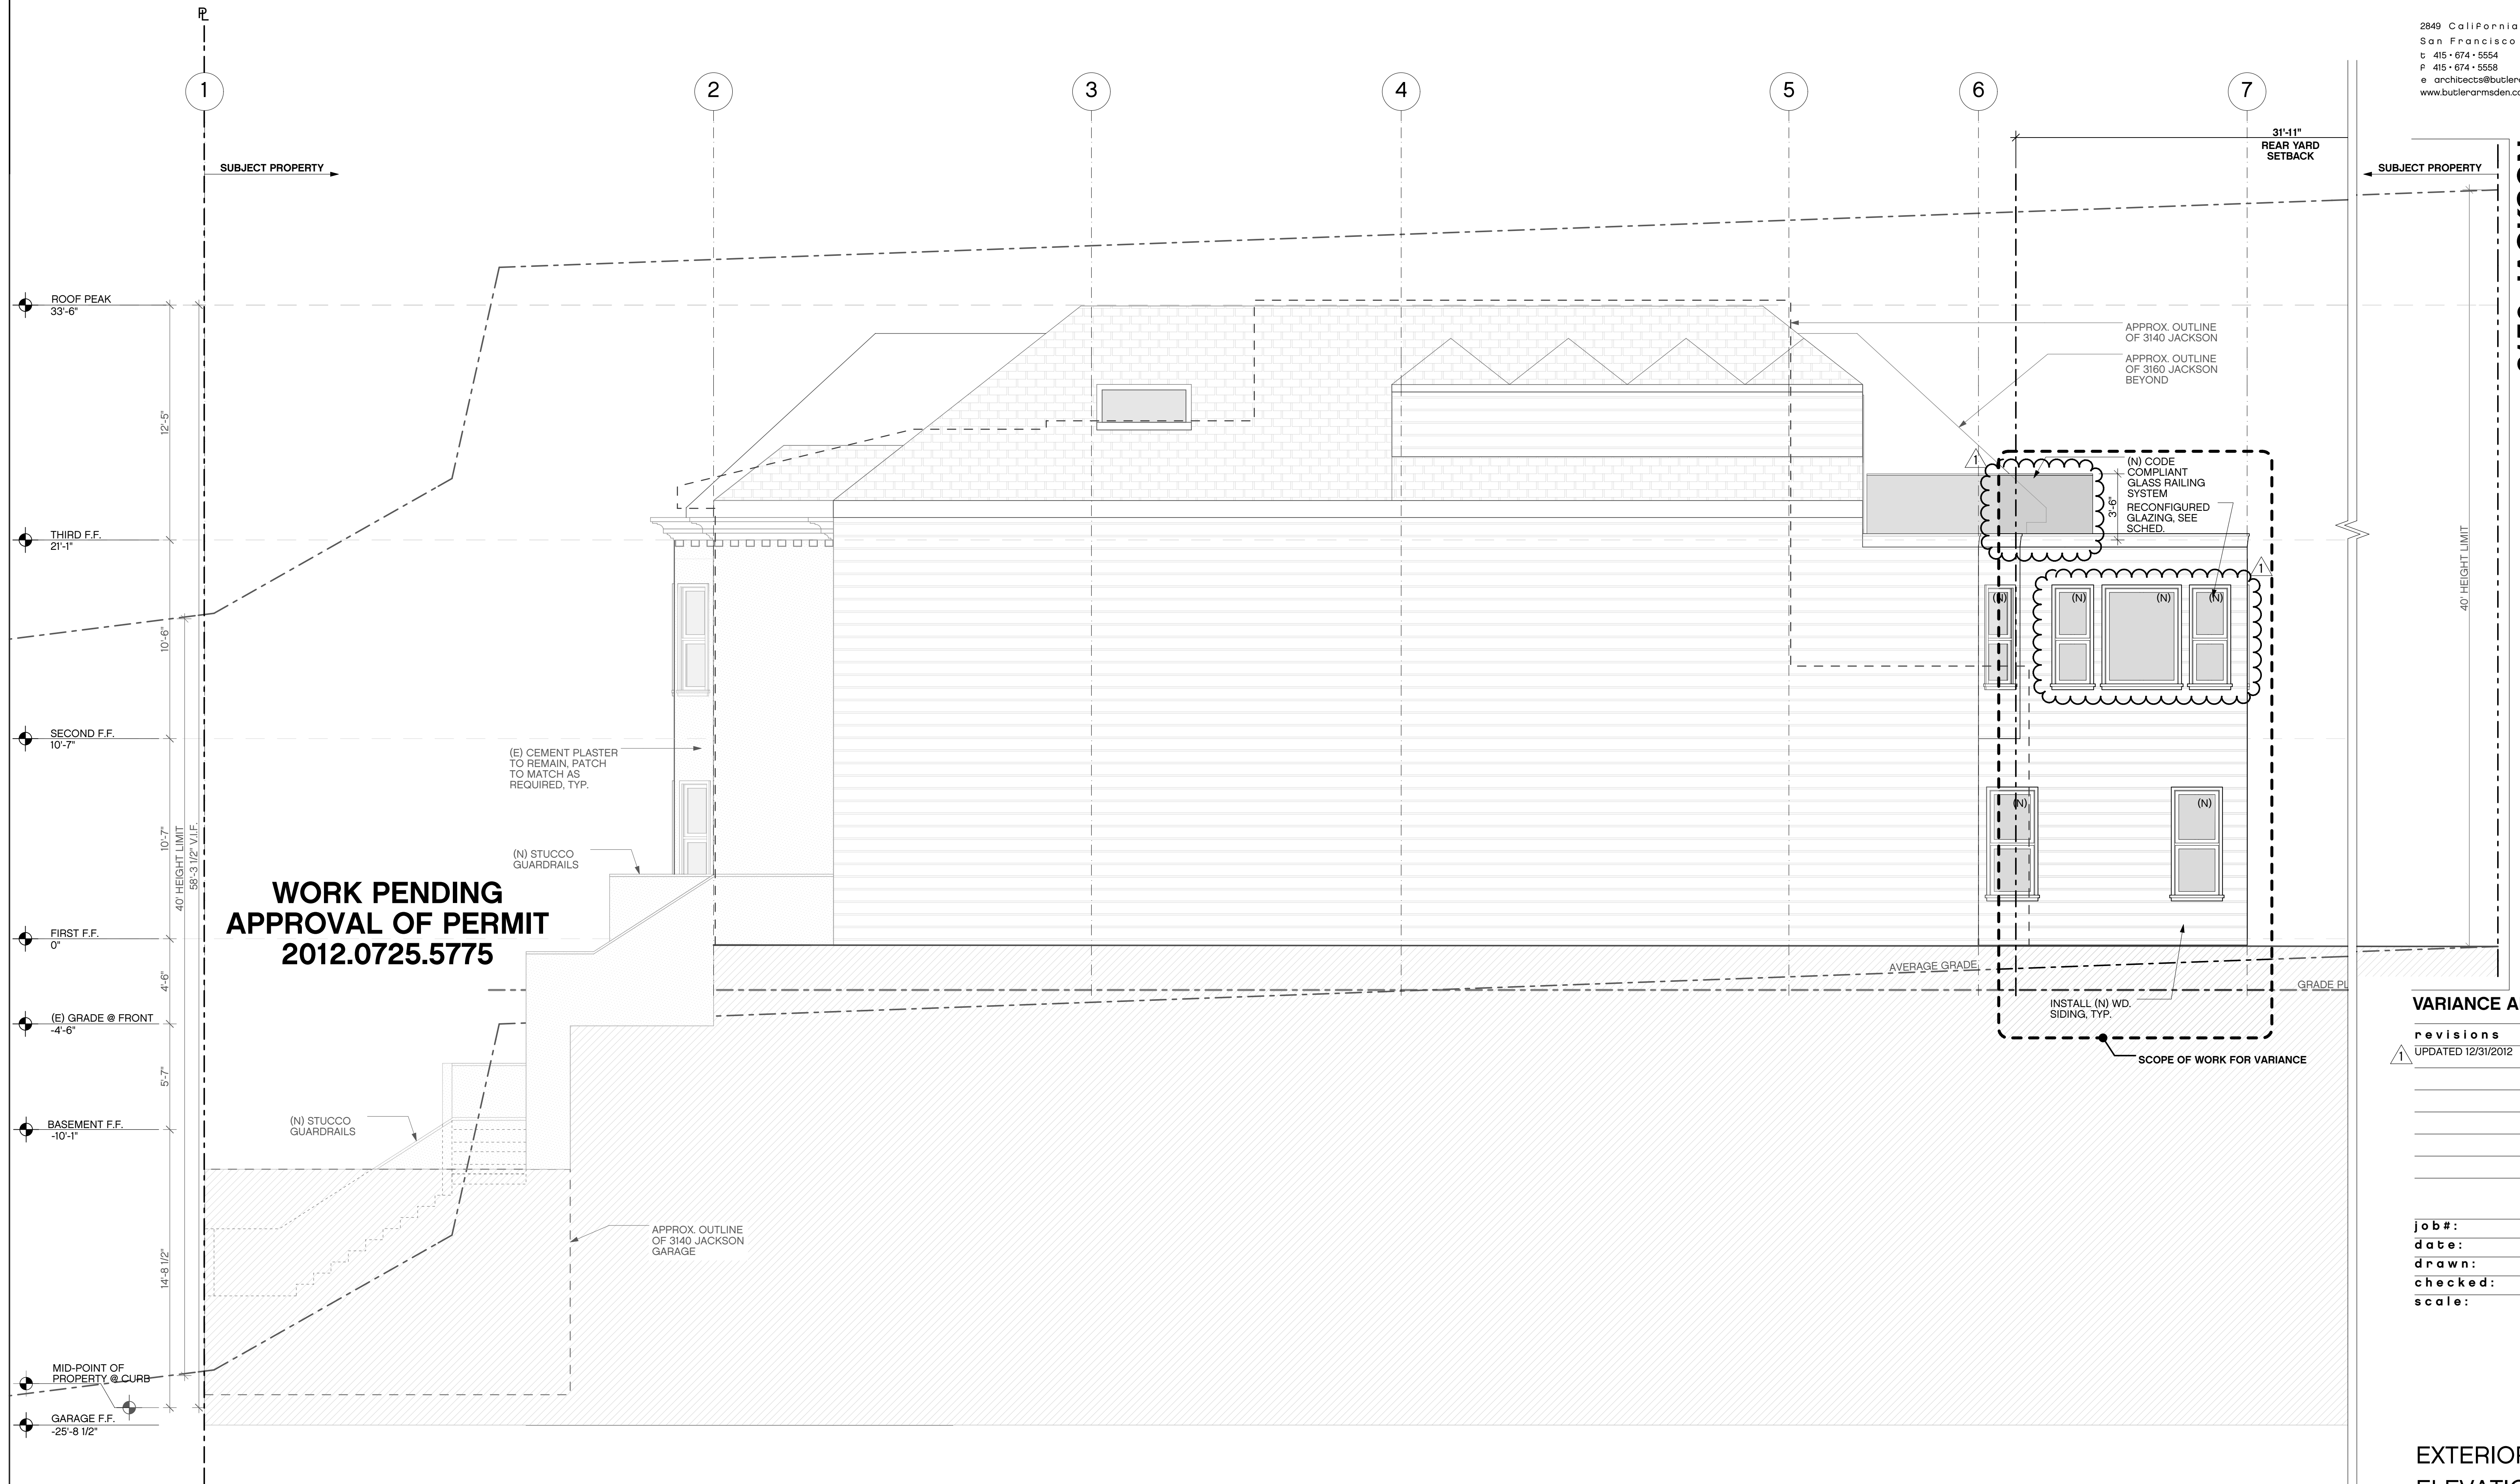 PL
1
2
3
4
5
6
7
2849 California
San Francisco
t 415 • 674 • 5554
f 415 • 674 • 5558
e architects@butler
www.butlerarmsden.co
31'-11"
REAR YARD
SETBACK
SUBJECT PROPERTY
SUBJECT PROPERTY
ROOF PEAK
33'-6"
APPROX. OUTLINE
OF 3140 JACKSON
APPROX. OUTLINE
OF 3160 JACKSON
BEYOND
12'-5"
1
(N) CODE
COMPLIANT
GLASS RAILING
SYSTEM
3'-6"
RECONFIGURED
GLAZING, SEE
SCHED.
THIRD F.F.
21'-1"
40' HEIGHT LIMIT
1
(N)
(N)
(N)
(N)
10'-6"
SECOND F.F.
10'-7"
(E) CEMENT PLASTER
TO REMAIN, PATCH
TO MATCH AS
REQUIRED, TYP.
(N)
(N)
10'-7"
40' HEIGHT LIMIT
58'-3 1/2" V.I.F.
(N) STUCCO
GUARDRAILS
WORK PENDING
APPROVAL OF PERMIT
2012.0725.5775
FIRST F.F.
0"
4'-6"
AVERAGE GRADE
GRADE PL
INSTALL (N) WD.
SIDING, TYP.
VARIANCE A
(E) GRADE @ FRONT
-4'-6"
revisions
1
UPDATED 12/31/2012
SCOPE OF WORK FOR VARIANCE
5'-7"
BASEMENT F.F.
-10'-1"
(N) STUCCO
GUARDRAILS
APPROX. OUTLINE
OF 3140 JACKSON
GARAGE
14'-8 1/2"
job#:
date:
drawn:
checked:
scale:
MID-POINT OF
PROPERTY @ CURB
GARAGE F.F.
-25'-8 1/2"
EXTERIOR